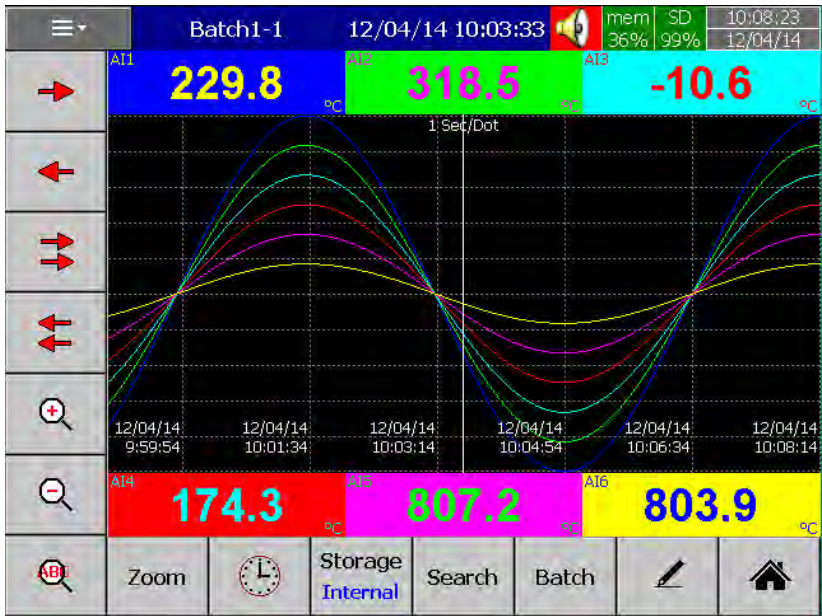 Batch1-1 12/04/14 10:03:33 mem 36% SD 99% 10:08:23 12/04/14
AI1 229.8 °C
AI2 318.5 °C
AI3 -10.6 °C
1 Sec/Dot
12/04/14 12/04/14 12/04/14 12/04/14 12/04/14 12/04/14
9:59:54 10:01:34 10:03:14 10:04:54 10:06:34 10:08:14
AI4 174.3 °C
AI5 807.2 °C
AI6 803.9 °C
ABC
Zoom
Storage
Internal
Search
Batch